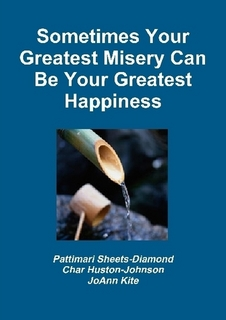 Sometimes Your
Greatest Misery Can
Be Your Greatest
Happiness
Pattimari Sheets-Diamond
Char Huston-Johnson
JoAnn Kite